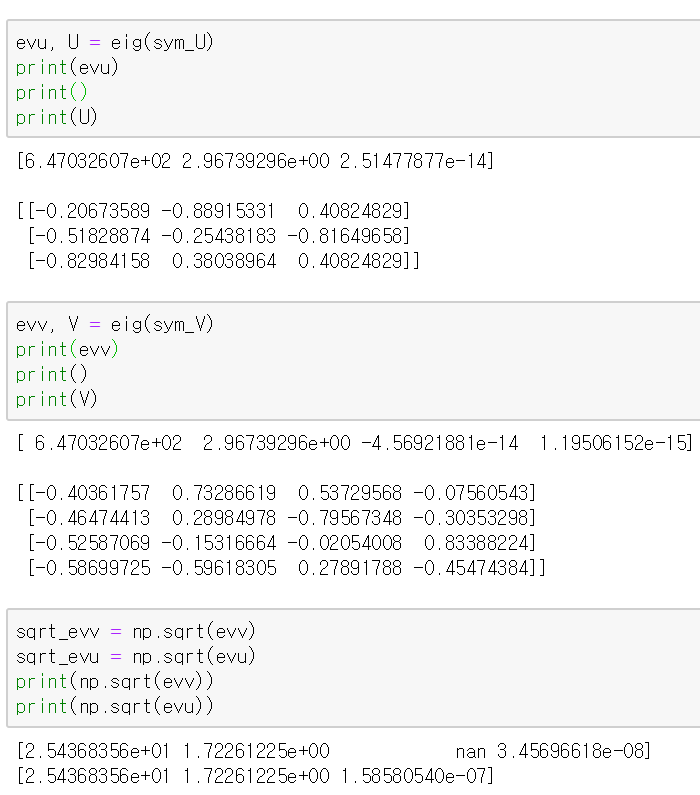 evu, U = eig(sym_U)
print(evu)
print()
print(U)
[6.47032607e+02 2.96739296e+00 2.51477877e-14]
[[-0.20673589 -0.88915331  0.40824829]
 [-0.51828874 -0.25438183 -0.81649658]
 [-0.82984158  0.38038964  0.40824829]]
evv, V = eig(sym_V)
print(evv)
print()
print(V)
[ 6.47032607e+02  2.96739296e+00 -4.56921881e-14  1.19506152e-15]
[[-0.40361757  0.73286619  0.53729568 -0.07560543]
 [-0.46474413  0.28984978 -0.79567348 -0.30353298]
 [-0.52587069 -0.15316664 -0.02054008  0.83388224]
 [-0.58699725 -0.59618305  0.27891788 -0.45474384]]
sqrt_evv = np.sqrt(evv)
sqrt_evu = np.sqrt(evu)
print(np.sqrt(evv))
print(np.sqrt(evu))
[2.54368356e+01 1.72261225e+00            nan 3.45696618e-08]
[2.54368356e+01 1.72261225e+00 1.58580540e-07]